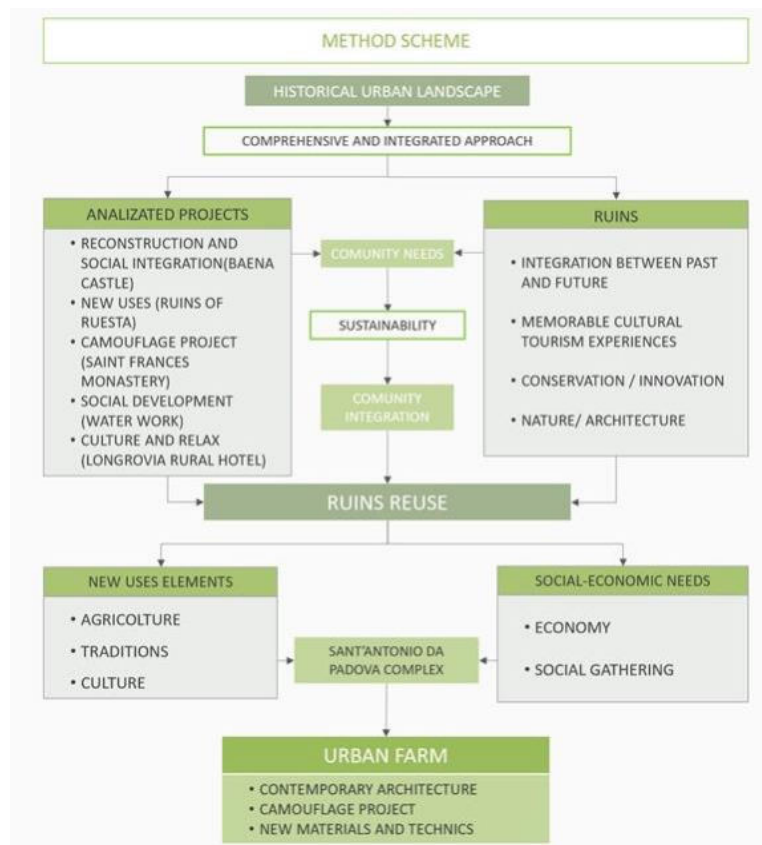 METHOD SCHEME
HISTORICAL URBAN LANDSCAPE
COMPREHENSIVE AND INTEGRATED APPROACH
ANALIZATED PROJECTS
• RECONSTRUCTION AND
SOCIAL INTEGRATION(BAENA
CASTLE)
• NEW USES (RUINS OF
RUESTA)
• CAMOUFLAGE PROJECT
(SAINT FRANCES
MONASTERY)
• SOCIAL DEVELOPMENT
(WATER WORK)
• CULTURE AND RELAX
(LONGROVIA RURAL HOTEL)
COMUNITY NEEDS
SUSTAINABILITY
COMUNITY
INTEGRATION
RUINS
• INTEGRATION BETWEEN PAST
AND FUTURE
• MEMORABLE CULTURAL
TOURISM EXPERIENCES
• CONSERVATION / INNOVATION
• NATURE/ ARCHITECTURE
RUINS REUSE
NEW USES ELEMENTS
• AGRICOLTURE
• TRADITIONS
• CULTURE
SANT'ANTONIO DA
PADOVA COMPLEX
SOCIAL-ECONOMIC NEEDS
• ECONOMY
• SOCIAL GATHERING
URBAN FARM
• CONTEMPORARY ARCHITECTURE
• CAMOUFLAGE PROJECT
• NEW MATERIALS AND TECHNICS